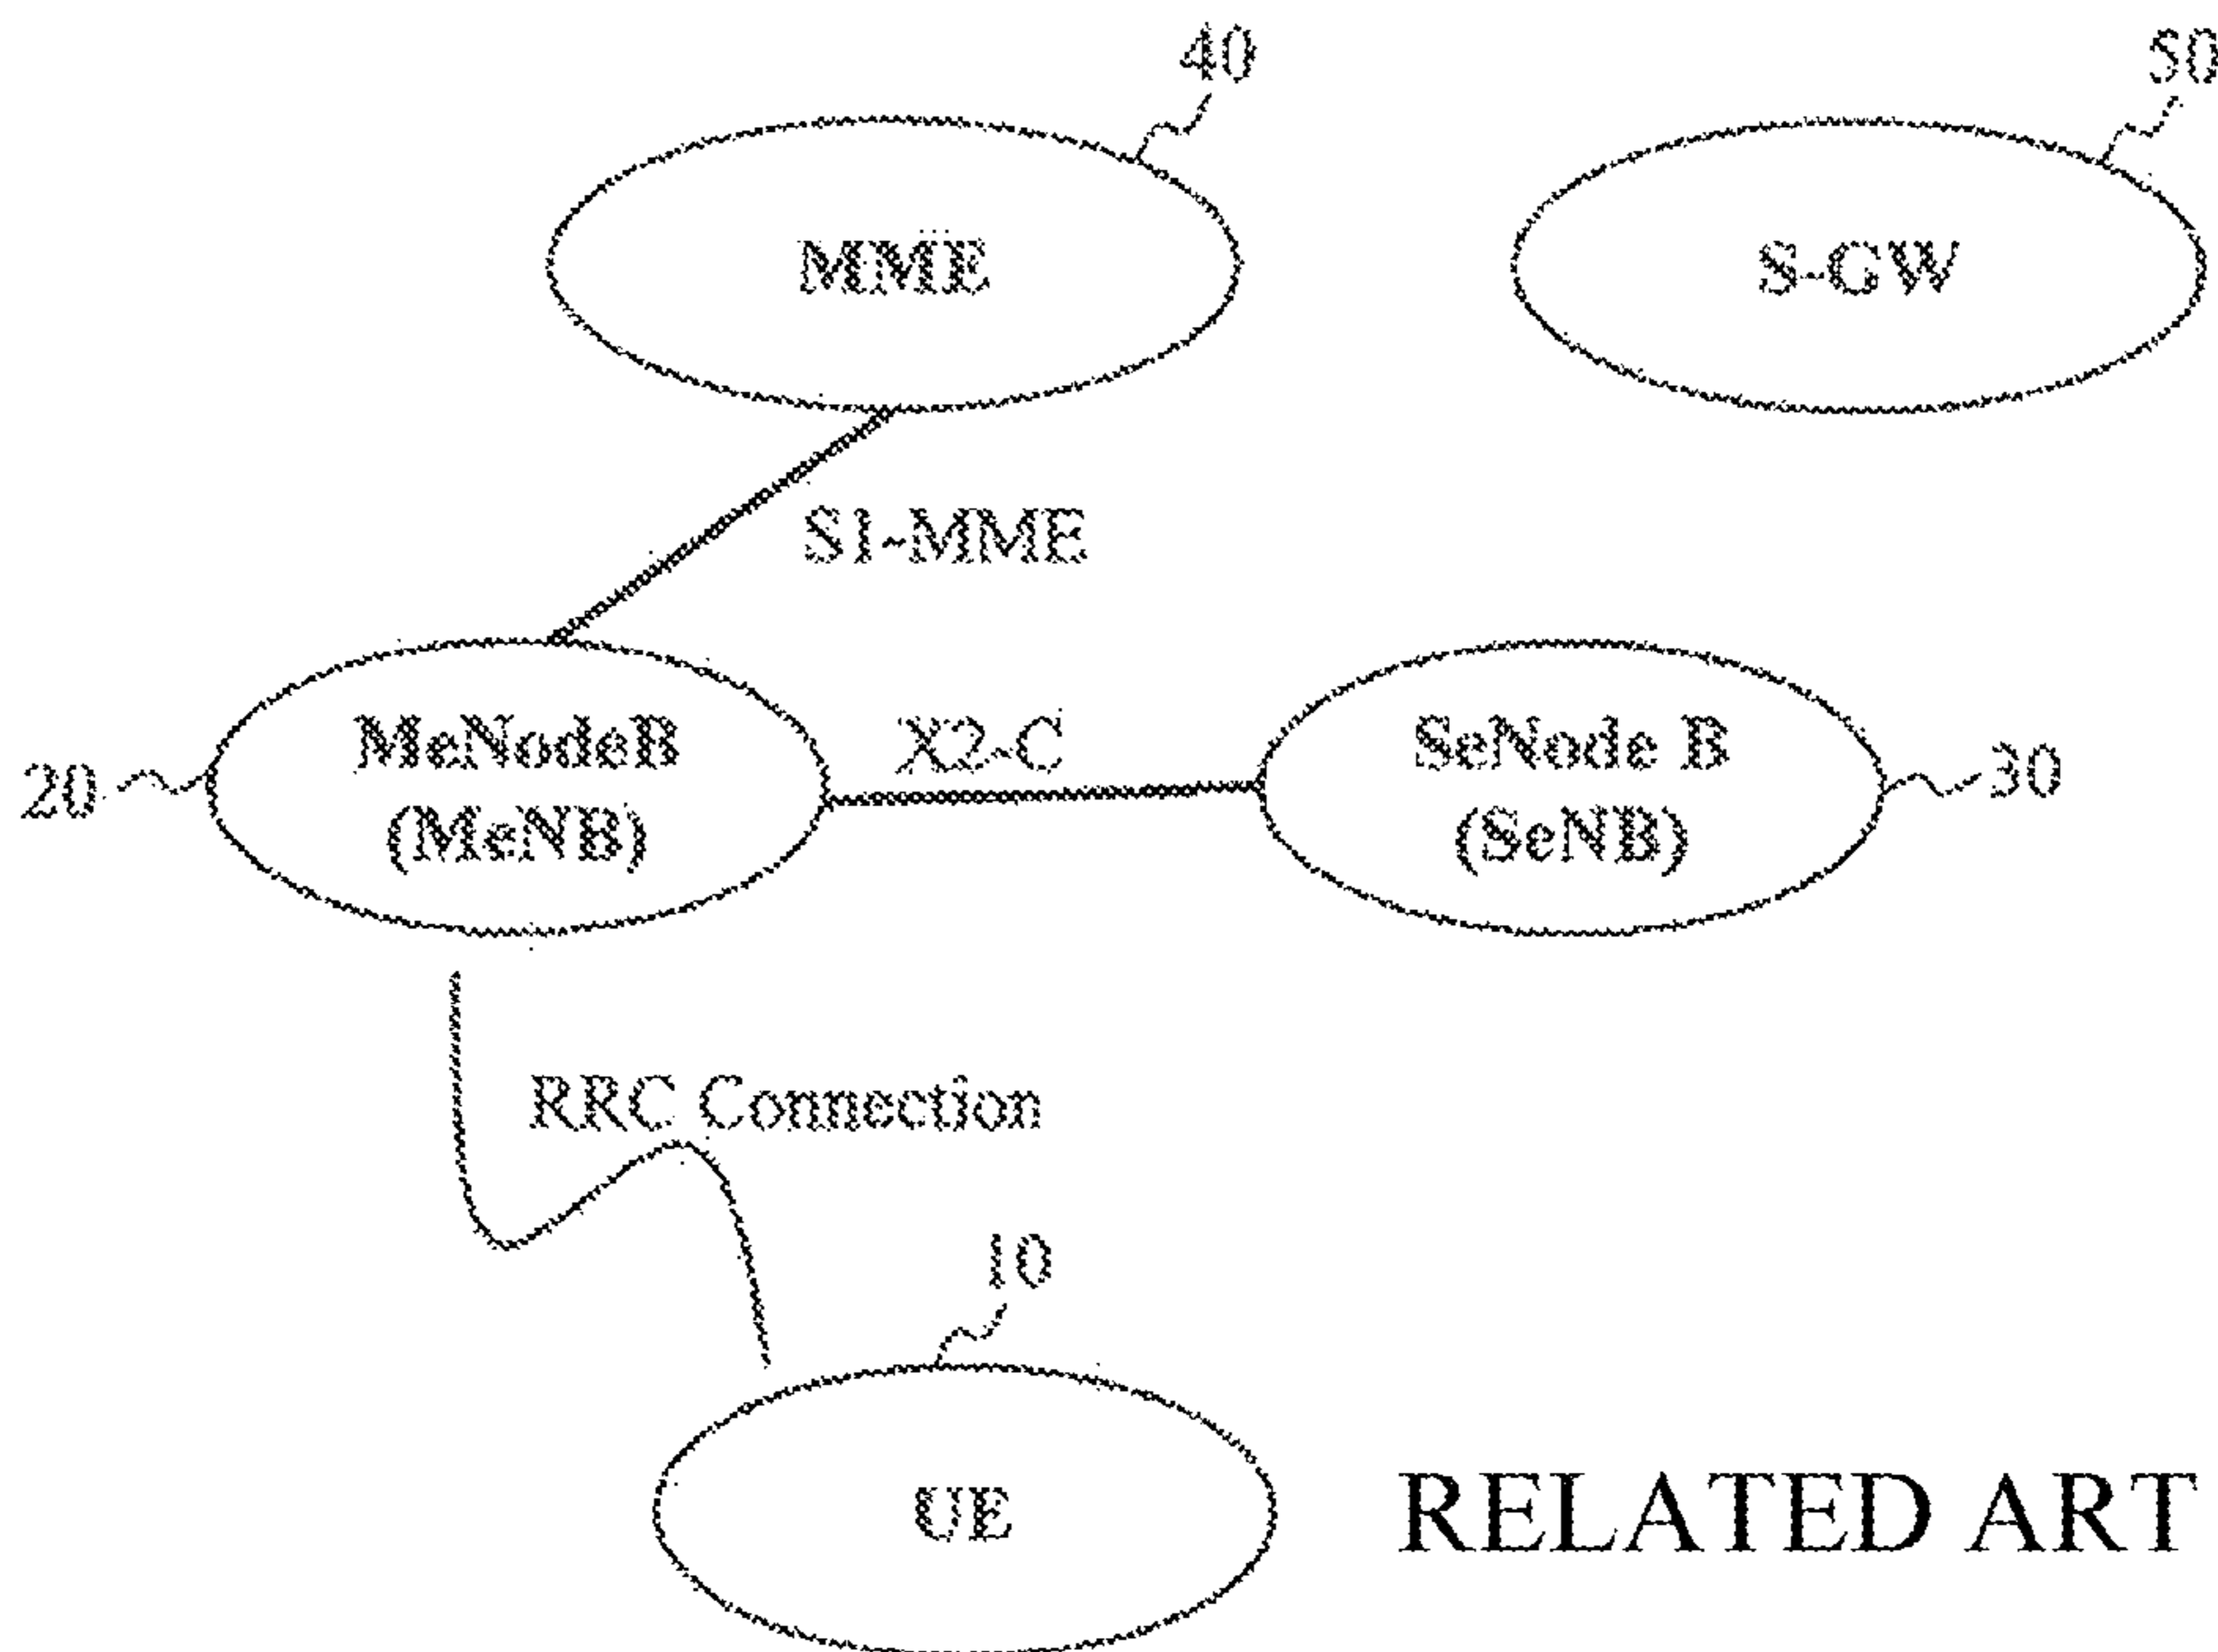 40
50
MME
S-GW
S1-MME
MeNodeB
(MeNB)
X2-C
SeNode B
(SeNB)
20
30
RRC Connection
10
UE
RELATED ART